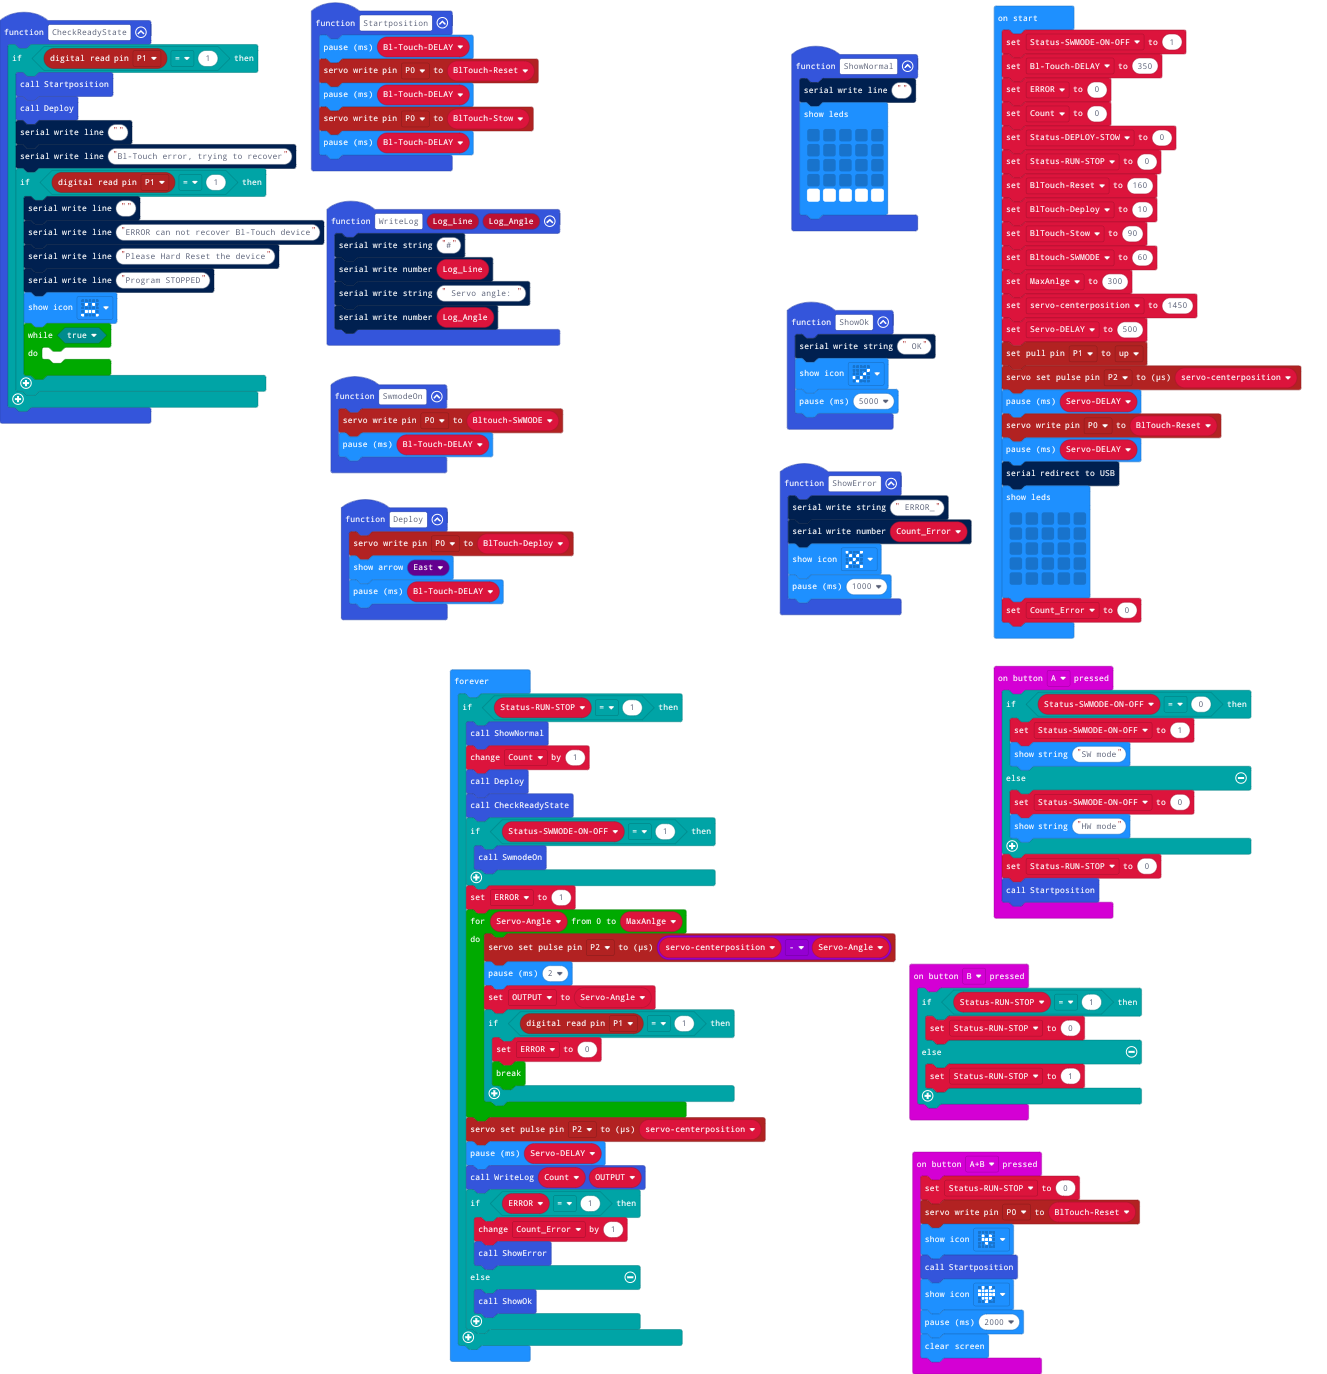 function CheckReadyState
if digital read pin P1 = 1 then
call Startposition
call Deploy
serial write line ""
serial write line "Bl-Touch error, trying to recover"
if digital read pin P1 = 1 then
serial write line ""
serial write line "ERROR can not recover Bl-Touch device"
serial write line "Please Hard Reset the device"
serial write line "Program STOPPED"
show icon
while true
do
function Startposition
pause (ms) Bl-Touch-DELAY
servo write pin P0 to BlTouch-Reset
pause (ms) Bl-Touch-DELAY
servo write pin P0 to BlTouch-Stow
pause (ms) Bl-Touch-DELAY
function WriteLog Log_Line Log_Angle
serial write string "#"
serial write number Log_Line
serial write string " Servo angle: "
serial write number Log_Angle
function SwmodeOn
servo write pin P0 to Bltouch-SWMODE
pause (ms) Bl-Touch-DELAY
function Deploy
servo write pin P0 to BlTouch-Deploy
show arrow East
pause (ms) Bl-Touch-DELAY
function ShowNormal
serial write line ""
show leds
function ShowOk
serial write string " OK"
show icon
pause (ms) 5000
function ShowError
serial write string " ERROR_"
serial write number Count_Error
show icon
pause (ms) 1000
on start
set Status-SWMODE-ON-OFF to 1
set Bl-Touch-DELAY to 350
set ERROR to 0
set Count to 0
set Status-DEPLOY-STOW to 0
set Status-RUN-STOP to 0
set BlTouch-Reset to 160
set BlTouch-Deploy to 10
set BlTouch-Stow to 90
set Bltouch-SWMODE to 60
set MaxAnlge to 300
set servo-centerposition to 1450
set Servo-DELAY to 500
set pull pin P1 to up
servo set pulse pin P2 to (µs) servo-centerposition
pause (ms) Servo-DELAY
servo write pin P0 to BlTouch-Reset
pause (ms) Servo-DELAY
serial redirect to USB
show leds
set Count_Error to 0
forever
if Status-RUN-STOP = 1 then
call ShowNormal
change Count by 1
call Deploy
call CheckReadyState
if Status-SWMODE-ON-OFF = 1 then
call SwmodeOn
set ERROR to 1
for Servo-Angle from 0 to MaxAnlge
do servo set pulse pin P2 to (µs) servo-centerposition - Servo-Angle
pause (ms) 2
set OUTPUT to Servo-Angle
if digital read pin P1 = 1 then
set ERROR to 0
break
servo set pulse pin P2 to (µs) servo-centerposition
pause (ms) Servo-DELAY
call WriteLog Count OUTPUT
if ERROR = 1 then
change Count_Error by 1
call ShowError
else
call ShowOk
on button A pressed
if Status-SWMODE-ON-OFF = 0 then
set Status-SWMODE-ON-OFF to 1
show string "SW mode"
else
set Status-SWMODE-ON-OFF to 0
show string "HW mode"
set Status-RUN-STOP to 0
call Startposition
on button B pressed
if Status-RUN-STOP = 1 then
set Status-RUN-STOP to 0
else
set Status-RUN-STOP to 1
on button A+B pressed
set Status-RUN-STOP to 0
servo write pin P0 to BlTouch-Reset
show icon
call Startposition
show icon
pause (ms) 2000
clear screen